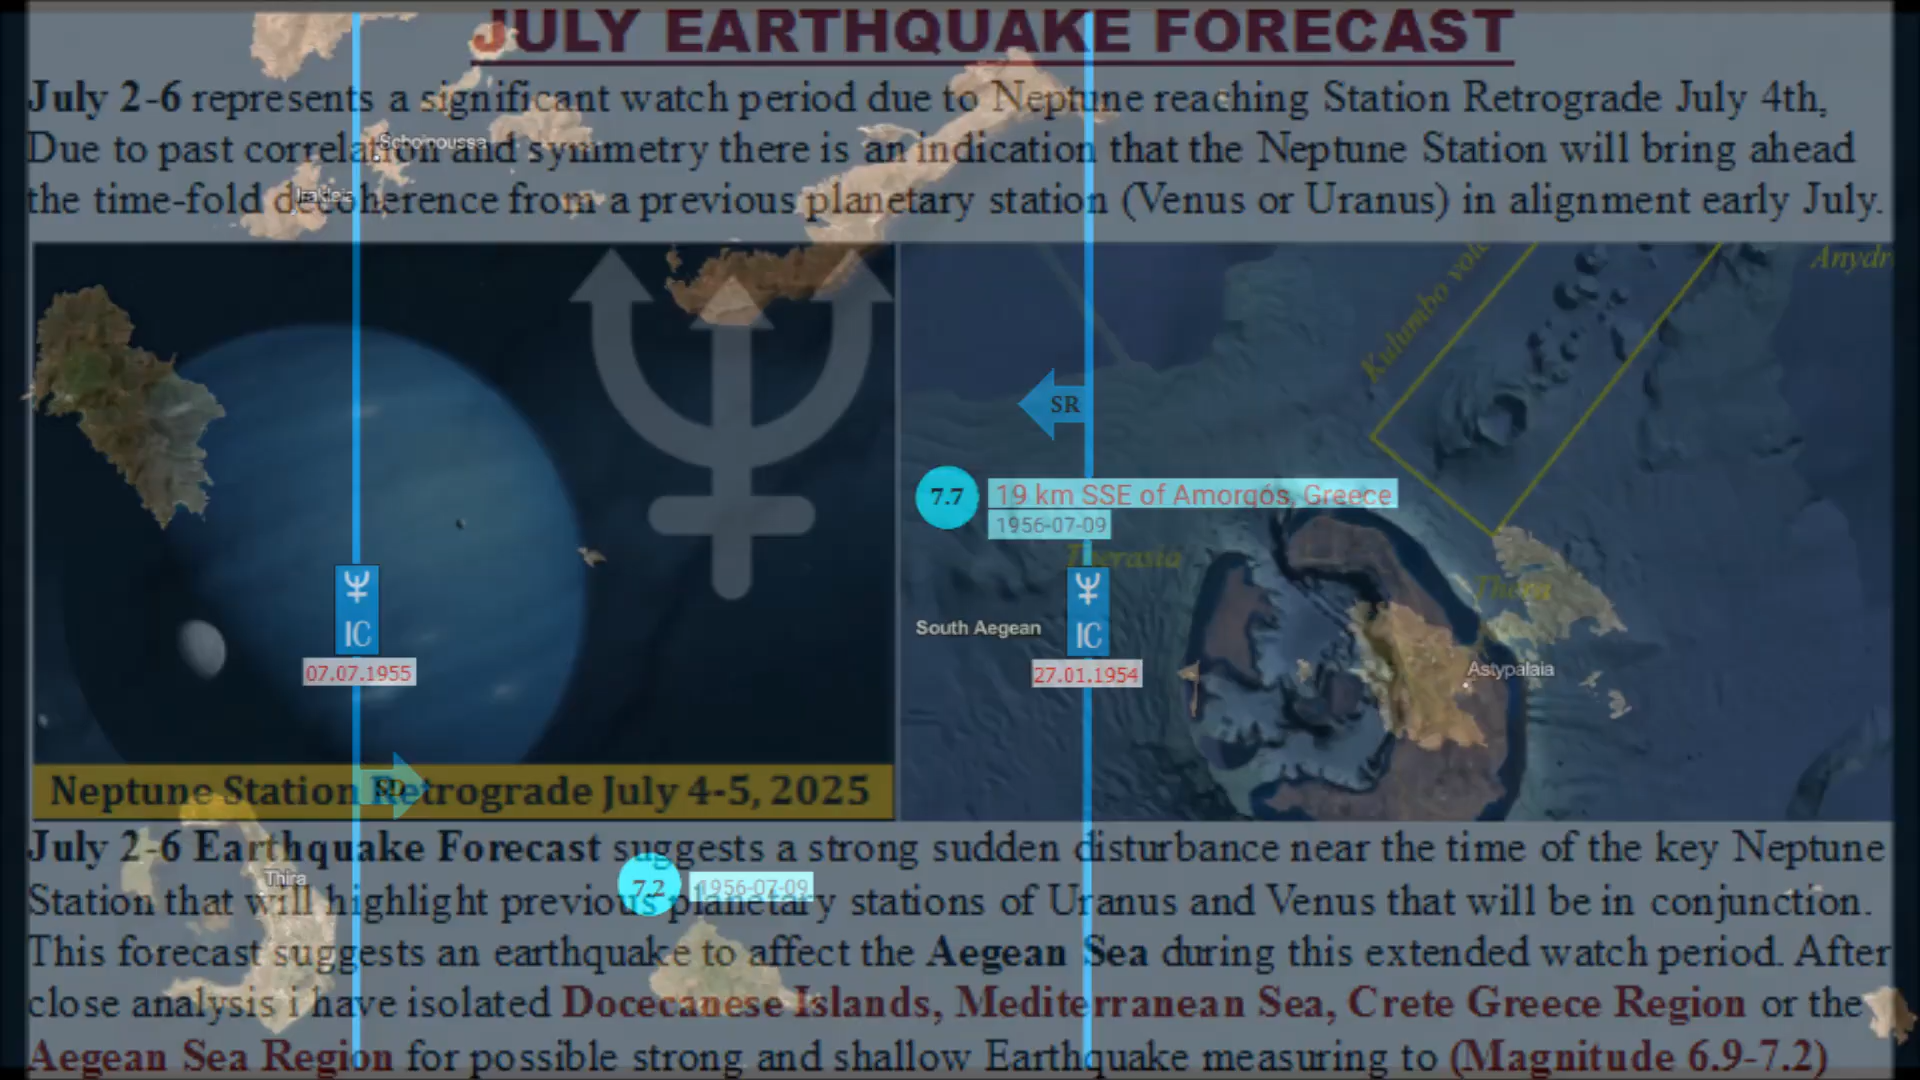 JULY EARTHQUAKE FORECAST
July 2-6 represents a significant watch period due to Neptune reaching Station Retrograde July 4th,
Due to past correlation and symmetry there is an indication that the Neptune Station will bring ahead
the time-fold decoherence from a previous planetary station (Venus or Uranus) in alignment early July.
Schoinoussa
Irakleia
Kulumbo volc
Anydr
SR
7.7
19 km SSE of Amorgós, Greece
1956-07-09
Therasia
Thera
IC
IC
South Aegean
Astypalaia
07.07.1955
27.01.1954
Neptune Station Retrograde July 4-5, 2025
SD
July 2-6 Earthquake Forecast suggests a strong sudden disturbance near the time of the key Neptune
Thira
7.2
1956-07-09
Station that will highlight previous planetary stations of Uranus and Venus that will be in conjunction.
This forecast suggests an earthquake to affect the Aegean Sea during this extended watch period. After
close analysis i have isolated Docecanese Islands, Mediterranean Sea, Crete Greece Region or the
Aegean Sea Region for possible strong and shallow Earthquake measuring to (Magnitude 6.9-7.2)